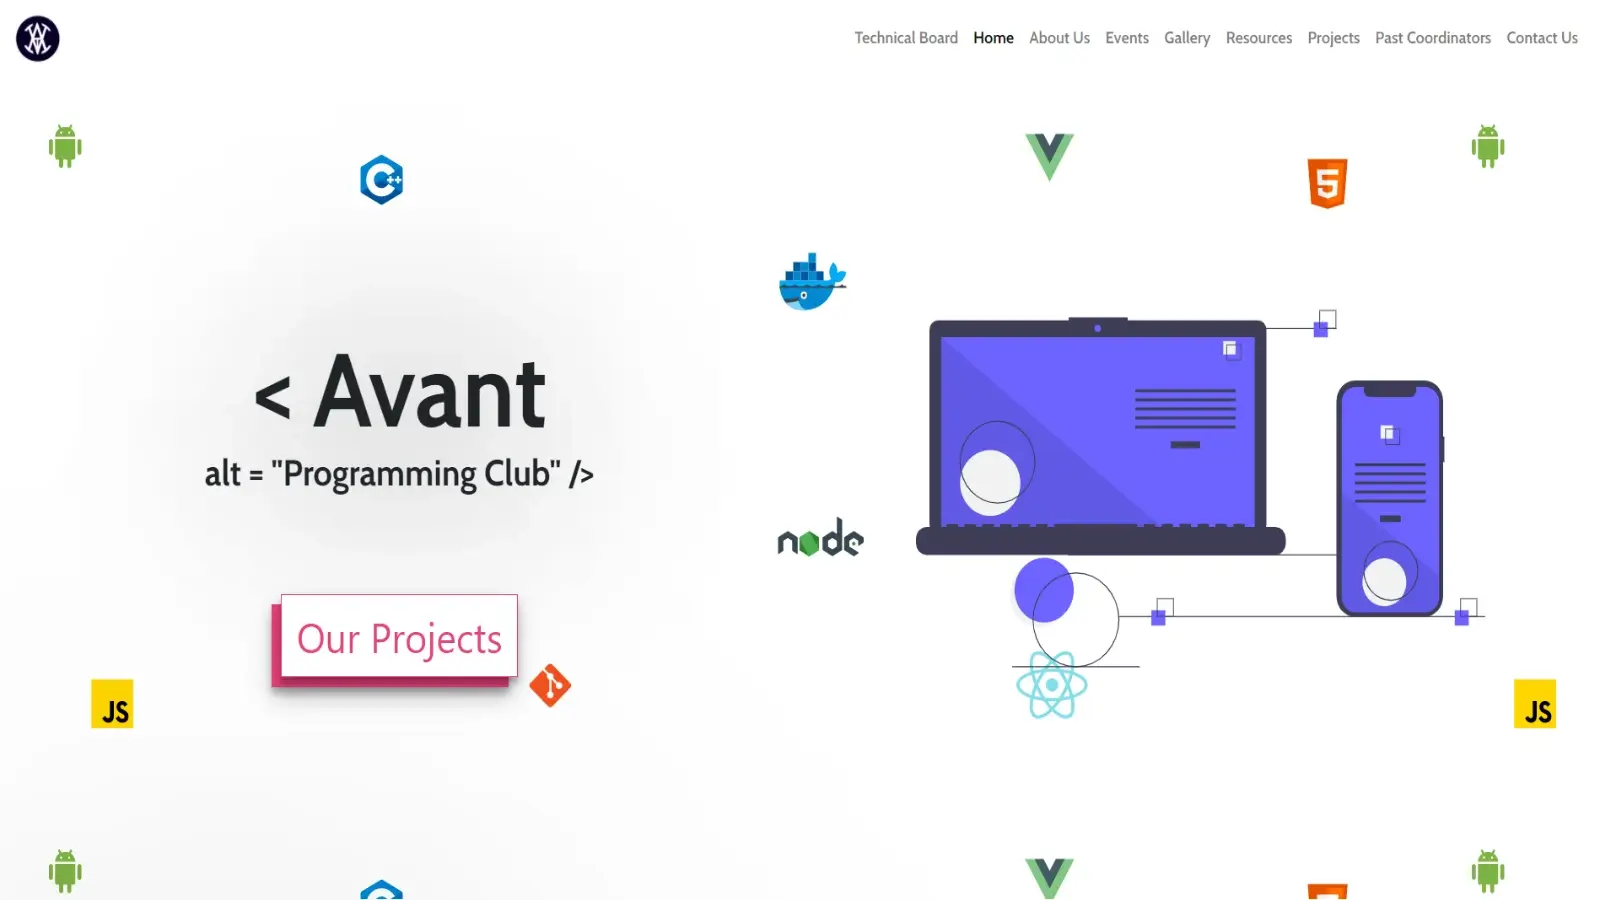 Technical Board Home About Us Events Gallery Resources Projects Past Coordinators Contact Us
C++
5
< Avant
alt = "Programming Club" />
node
Our Projects
JS
JS